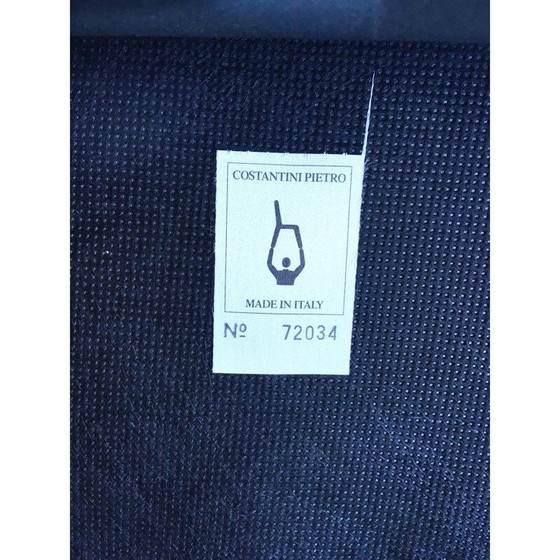 COSTANTINI PIETRO
MADE IN ITALY
Nº 72034